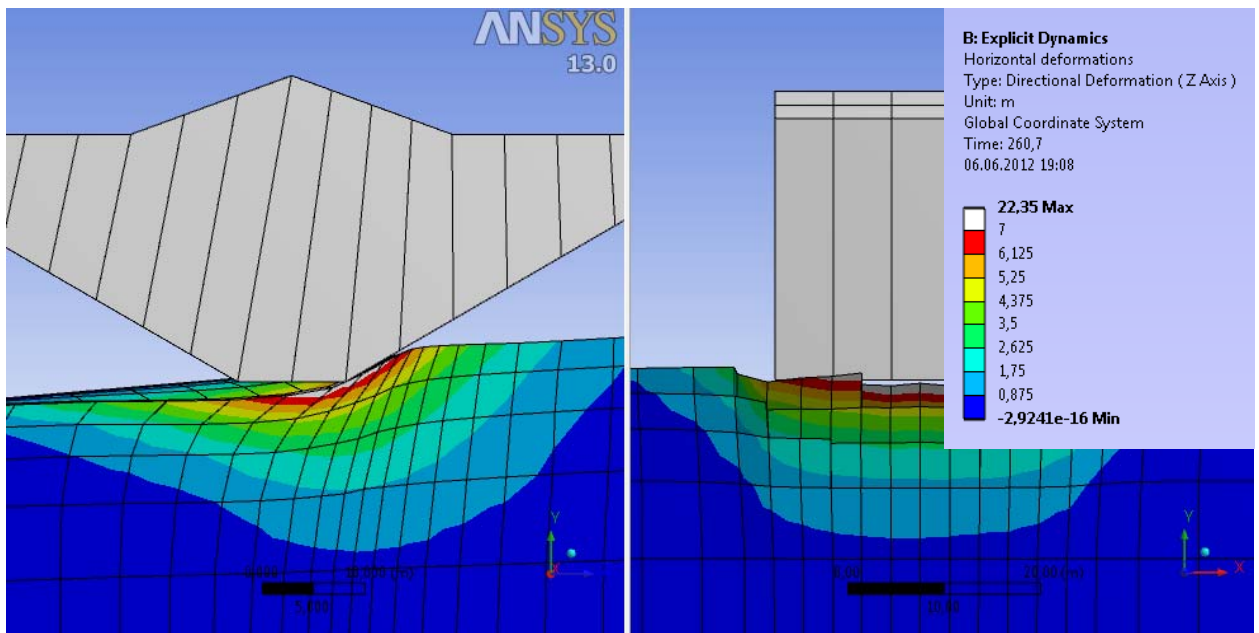 ANSYS
13.0
B: Explicit Dynamics
Horizontal deformations
Type: Directional Deformation ( Z Axis )
Unit: m
Global Coordinate System
Time: 260,7
06.06.2012 19:08
22,35 Max
7
6,125
5,25
4,375
3,5
2,625
1,75
0,875
-2,9241e-16 Min
Y
X
0,000 10,000 (m)
5,000
Y
X
0,00 20,00 (m)
10,00